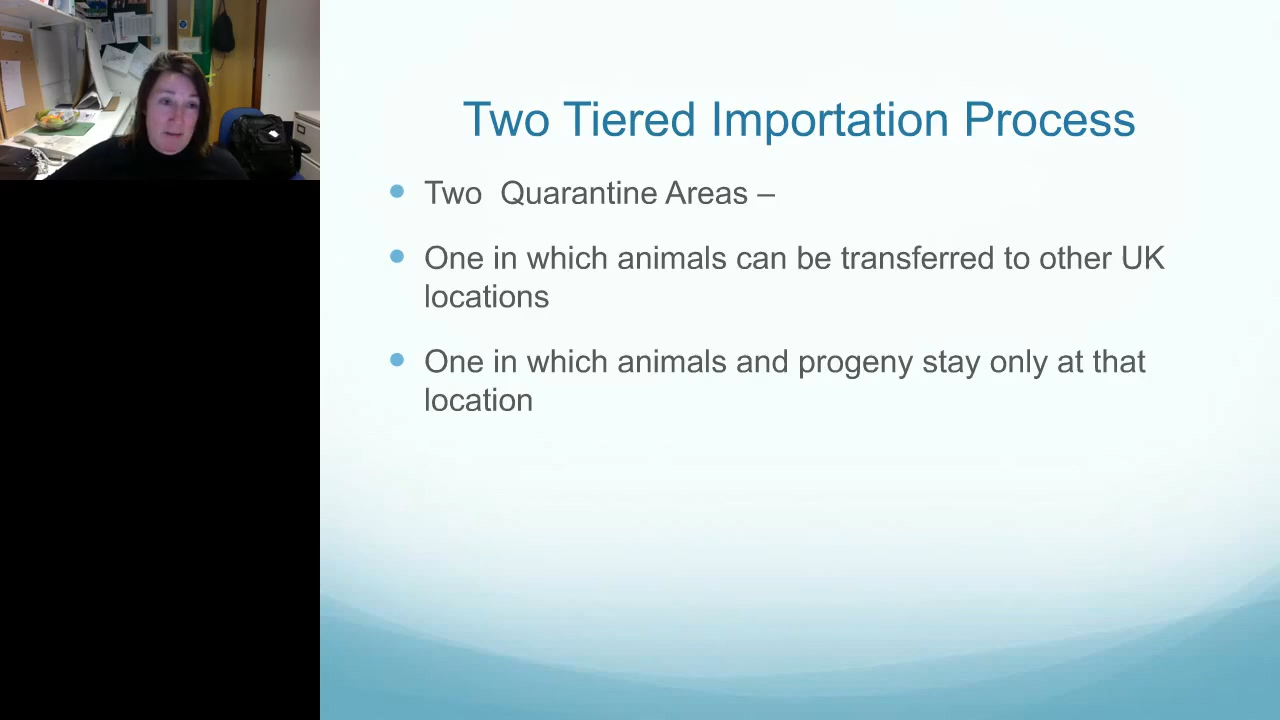 Two Tiered Importation Process
Two Quarantine Areas –
One in which animals can be transferred to other UK
locations
One in which animals and progeny stay only at that
location